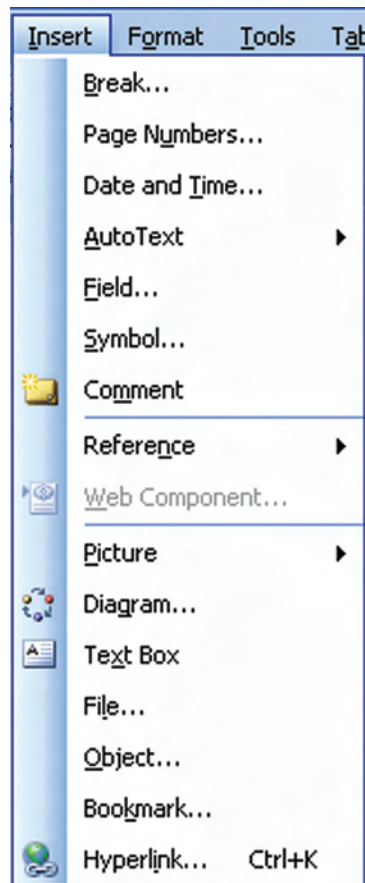 Insert Format Tools Tab
Break...
Page Numbers...
Date and Time...
AutoText
Field...
Symbol...
Comment
Reference
Web Component...
Picture
Diagram...
Text Box
File...
Object...
Bookmark...
Hyperlink... Ctrl+K